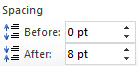 Spacing
Before: 0 pt
After: 8 pt